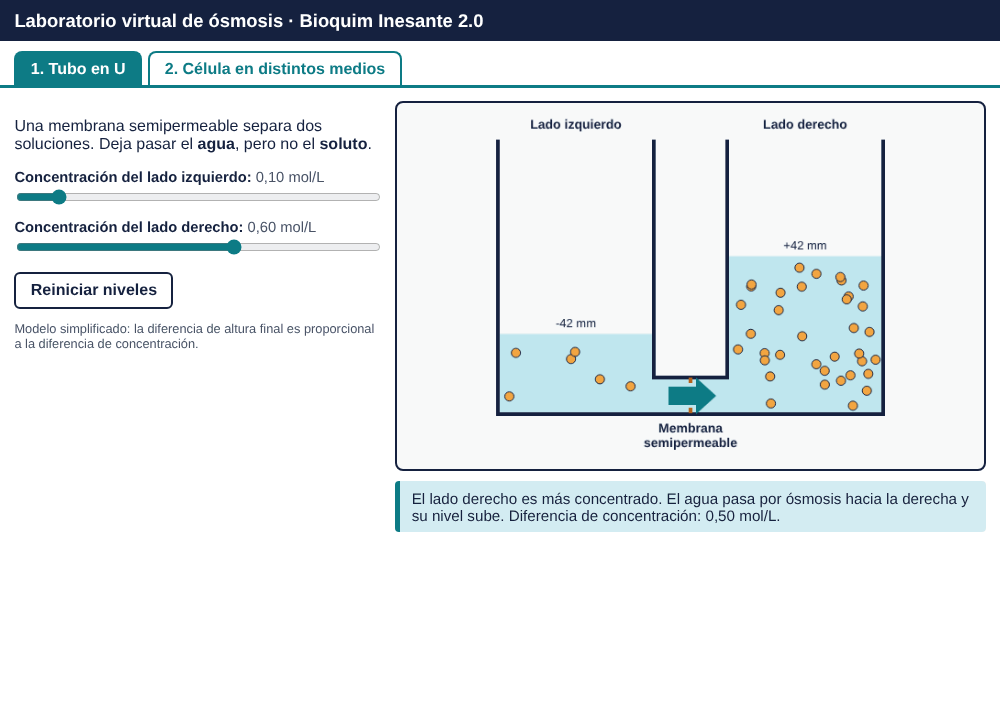 Laboratorio virtual de ósmosis · Bioquim Inesante 2.0
1. Tubo en U
2. Célula en distintos medios
Una membrana semipermeable separa dos
soluciones. Deja pasar el agua, pero no el soluto.
Concentración del lado izquierdo: 0,10 mol/L
Concentración del lado derecho: 0,60 mol/L
Reiniciar niveles
Modelo simplificado: la diferencia de altura final es proporcional
a la diferencia de concentración.
Lado izquierdo
Lado derecho
+42 mm
-42 mm
Membrana
semipermeable
El lado derecho es más concentrado. El agua pasa por ósmosis hacia la derecha y
su nivel sube. Diferencia de concentración: 0,50 mol/L.